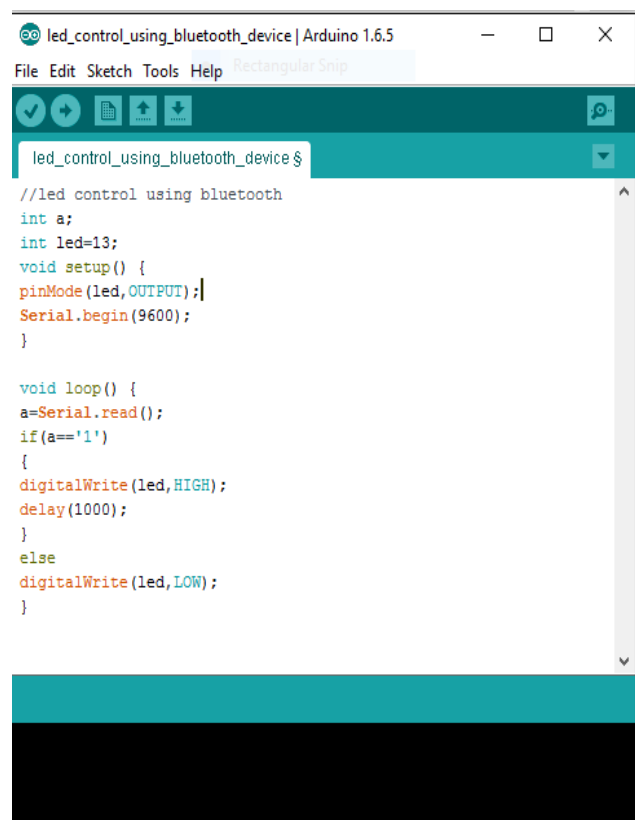 led_control_using_bluetooth_device | Arduino 1.6.5
File Edit Sketch Tools Help Rectangular Snip
led_control_using_bluetooth_device §
//led control using bluetooth
int a;
int led=13;
void setup() {
pinMode(led,OUTPUT);
Serial.begin(9600);
}
void loop() {
a=Serial.read();
if(a=='1')
{
digitalWrite(led,HIGH);
delay(1000);
}
else
digitalWrite(led,LOW);
}